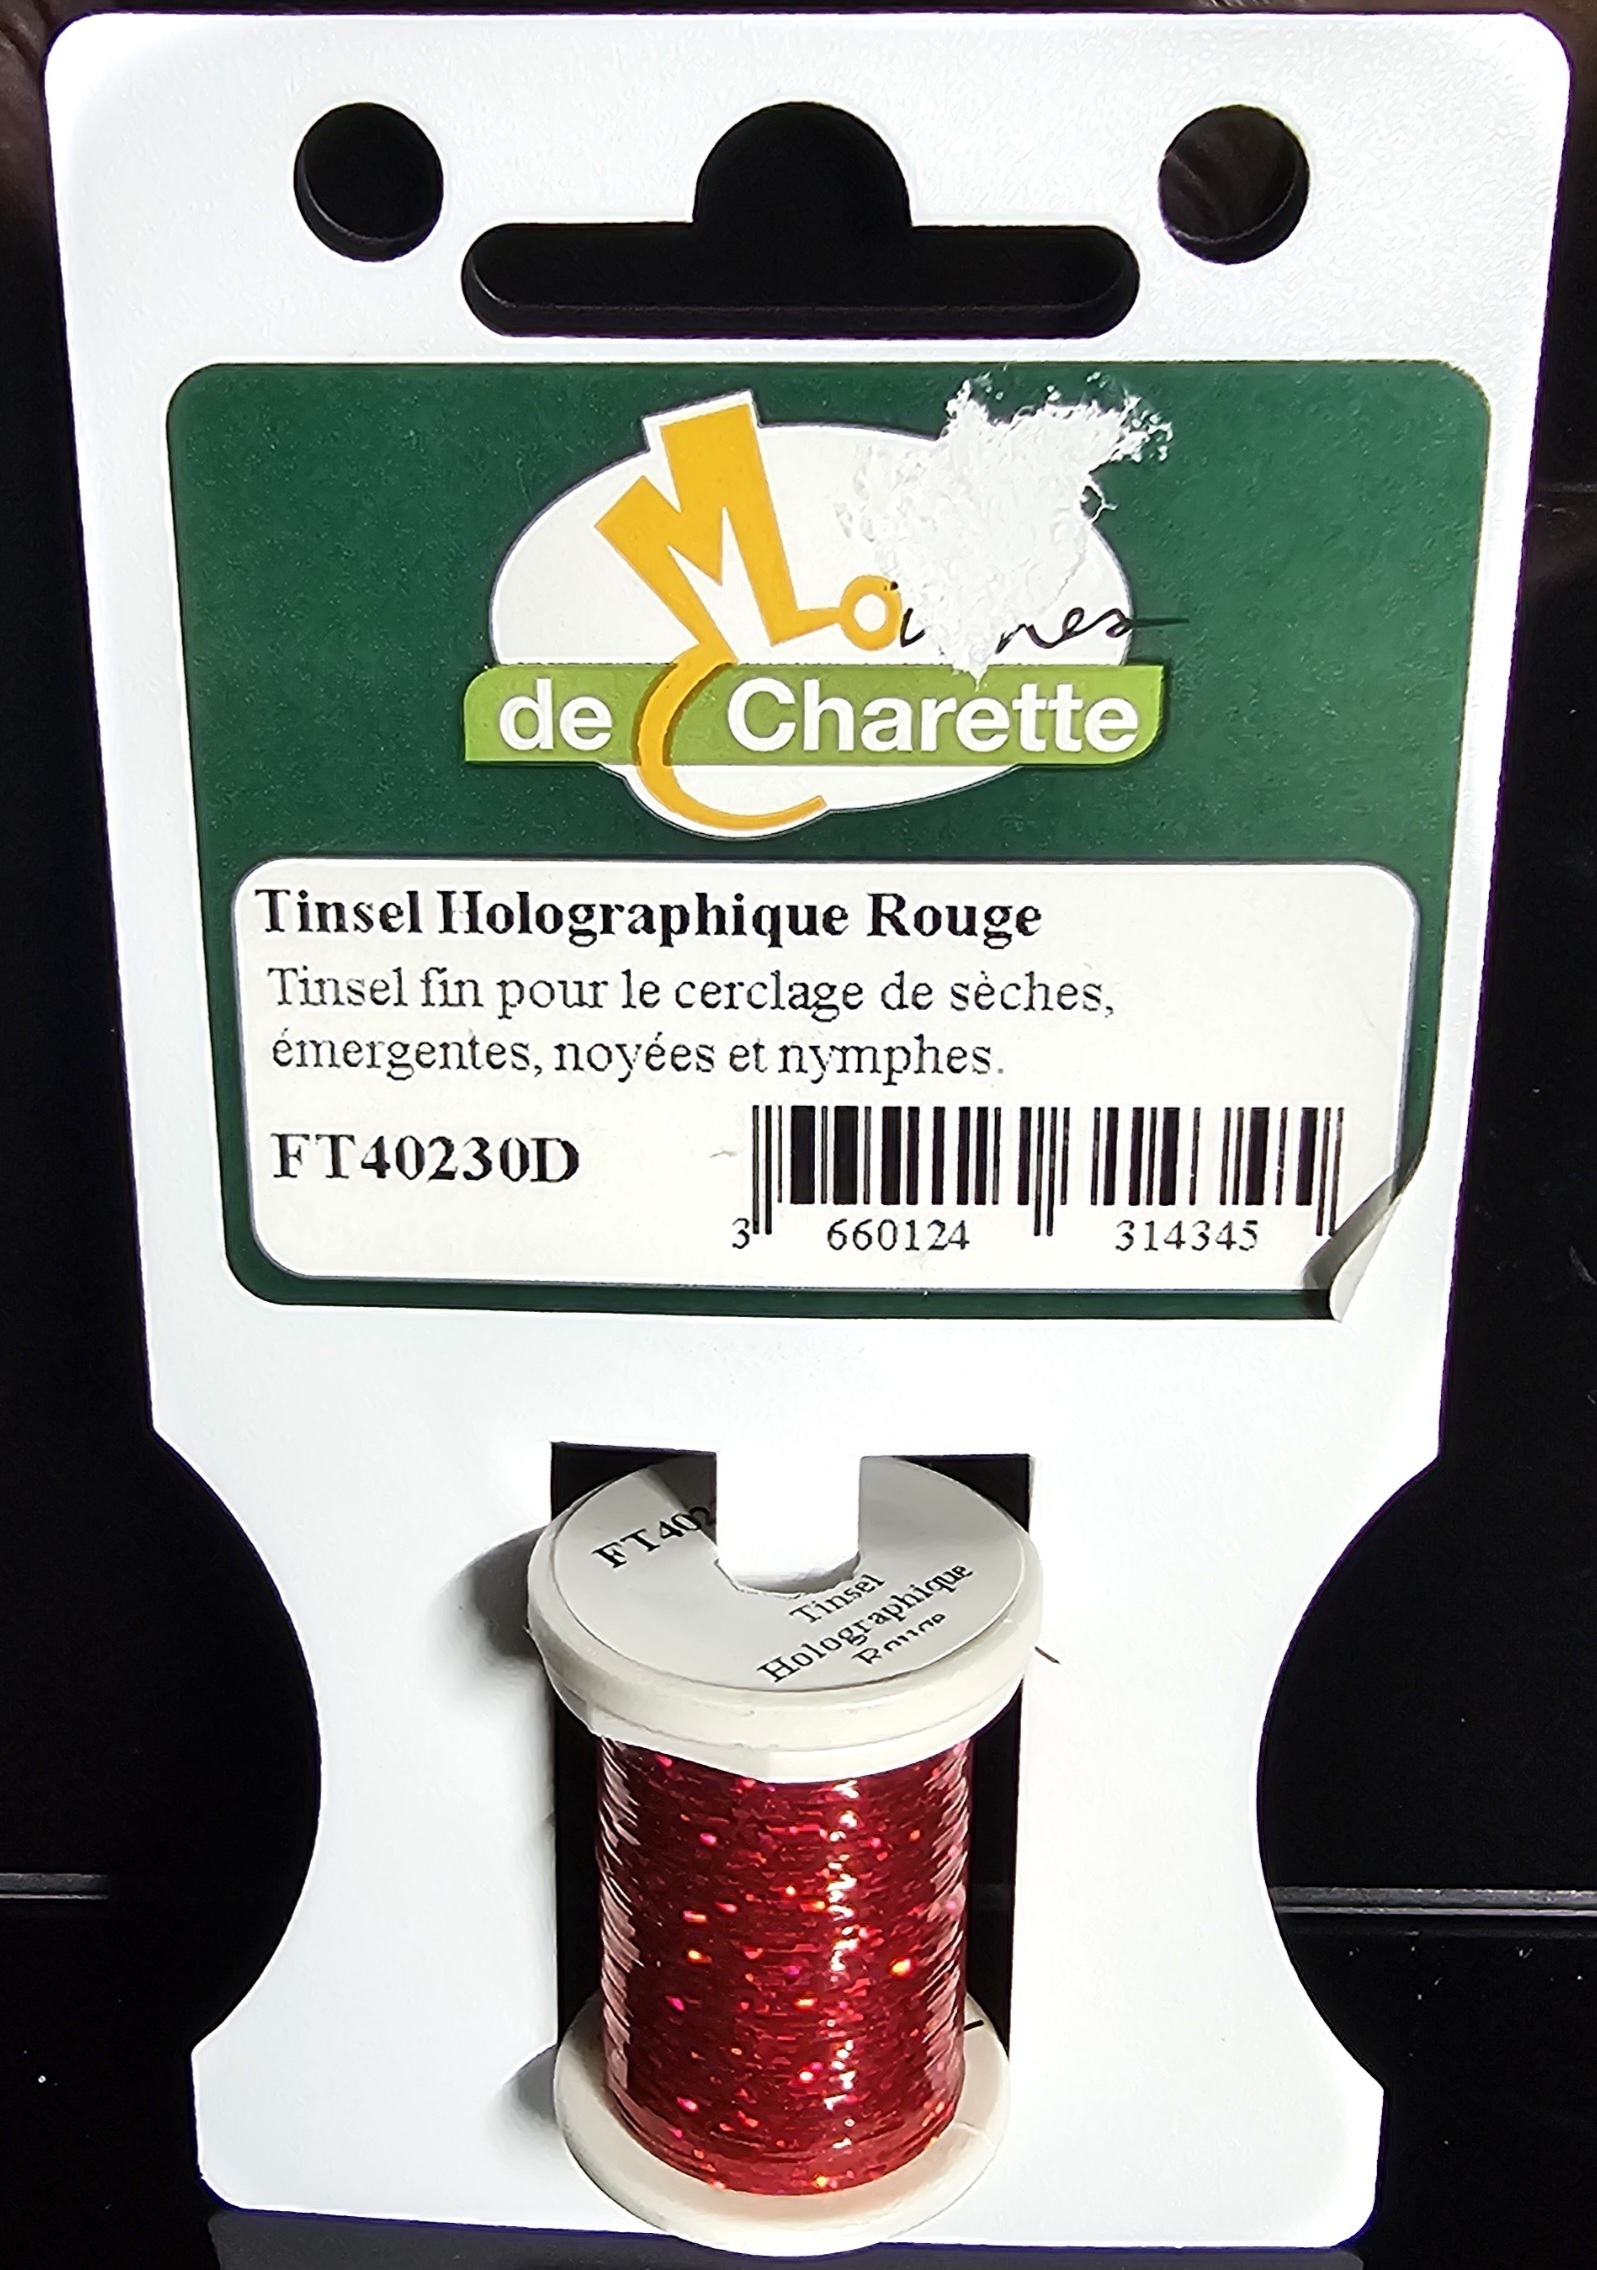 de Charette
Tinsel Holographique Rouge
Tinsel fin pour le cerclage de sèches,
émergentes, noyées et nymphes.
FT40230D
3 660124 314345
Tinsel
Holographique
Rouge